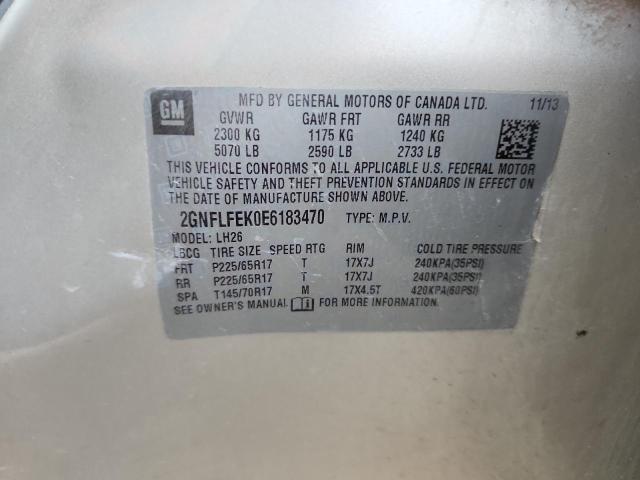 GM
MFD BY GENERAL MOTORS OF CANADA LTD. 11/13
GVWR GAWR FRT GAWR RR
2300 KG 1175 KG 1240 KG
5070 LB 2590 LB 2733 LB
THIS VEHICLE CONFORMS TO ALL APPLICABLE U.S. FEDERAL MOTOR
VEHICLE SAFETY AND THEFT PREVENTION STANDARDS IN EFFECT ON
THE DATE OF MANUFACTURE SHOWN ABOVE.
2GNFLFEK0E6183470 TYPE: M.P.V.
MODEL: LH26
LBCG TIRE SIZE SPEED RTG RIM COLD TIRE PRESSURE
FRT P225/65R17 T 17X7J 240KPA(35PSI)
RR P225/65R17 T 17X7J 240KPA(35PSI)
SPA T145/70R17 M 17X4.5T 420KPA(60PSI)
SEE OWNER'S MANUAL FOR MORE INFORMATION.